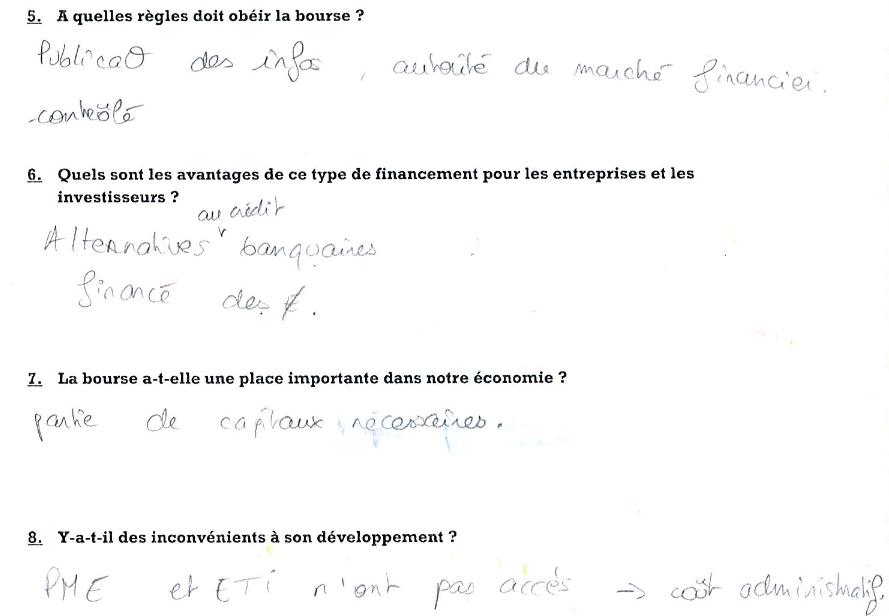 5. A quelles règles doit obéir la bourse ?
Publicaθ des infos , autorité du marché financier.
-contrôlé
6. Quels sont les avantages de ce type de financement pour les entreprises et les
investisseurs ?
au crédit
Alternatives banquaires
financé des €.
7. La bourse a-t-elle une place importante dans notre économie ?
partie de capitaux nécessaires.
8. Y-a-t-il des inconvénients à son développement ?
PME et ETi n'ont pas accés → coût administratif.